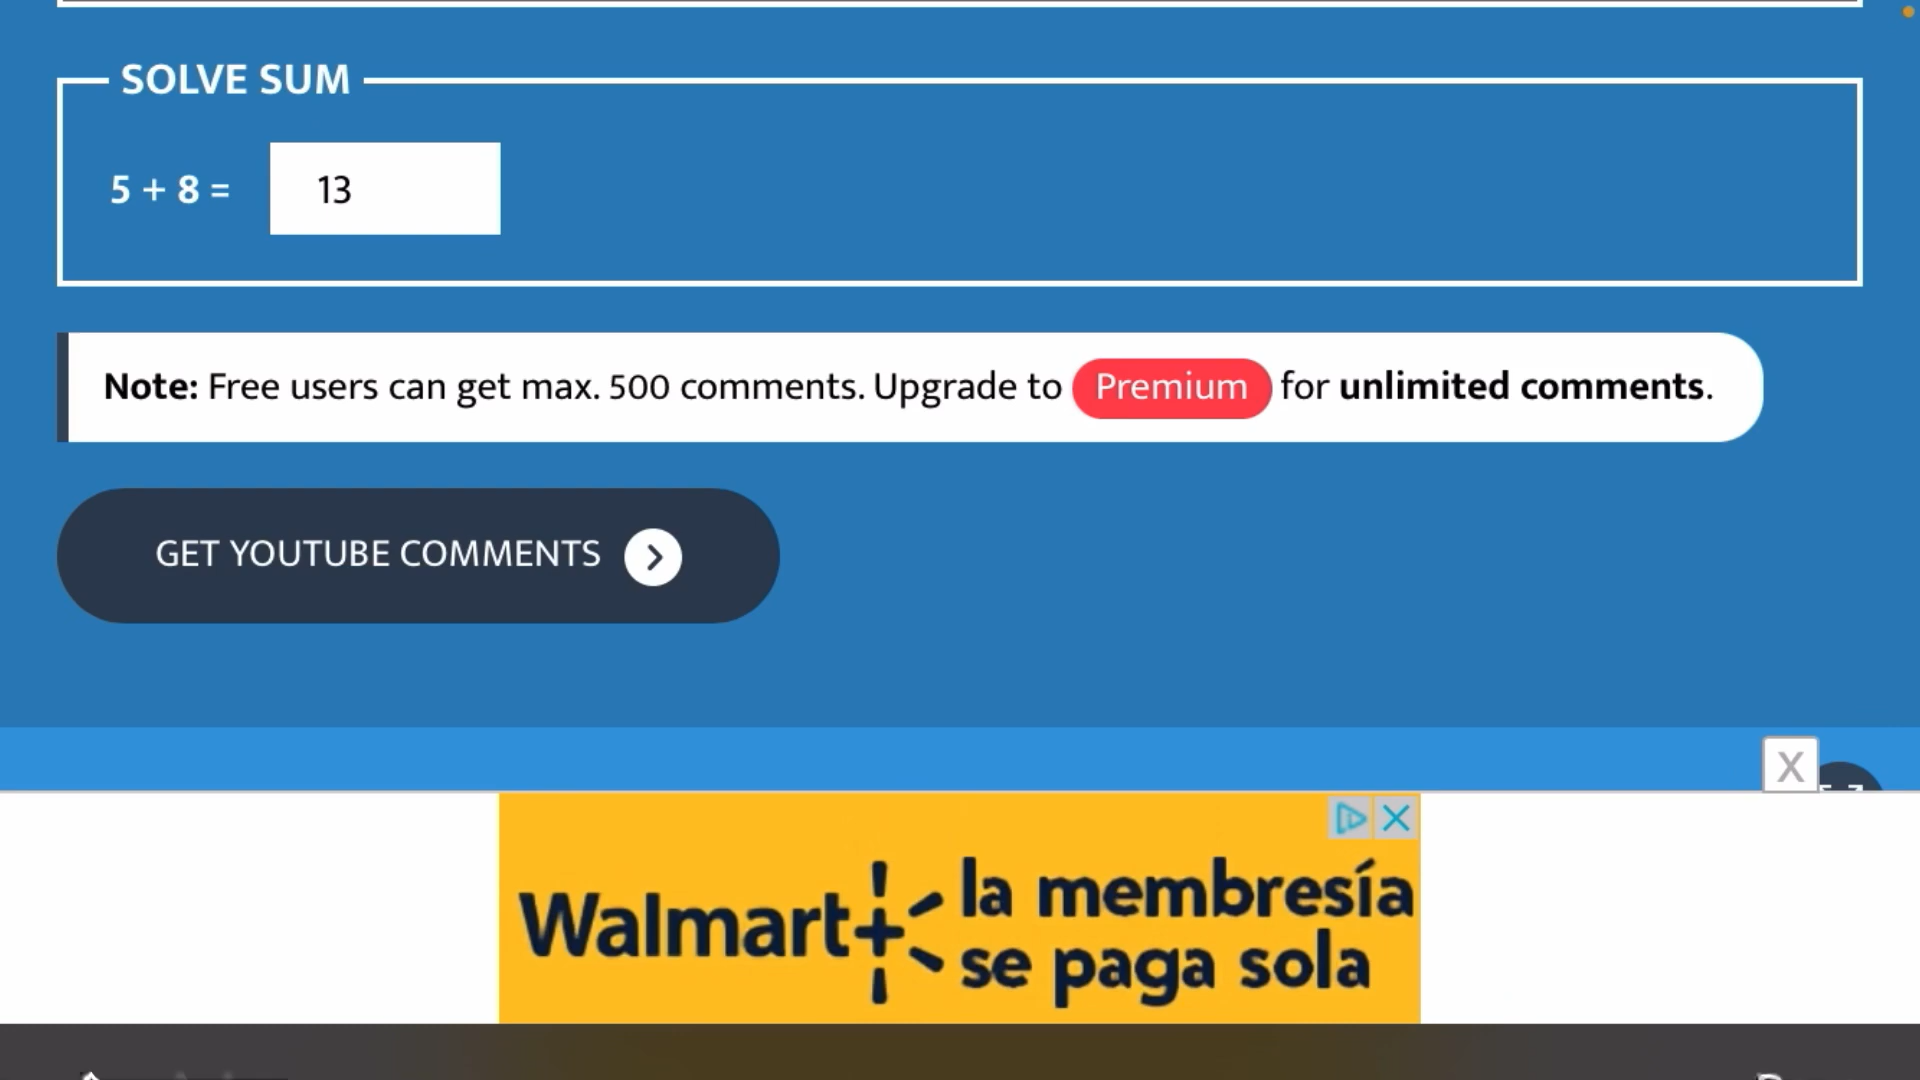 SOLVE SUM
5 + 8 = 13
Note: Free users can get max. 500 comments. Upgrade to Premium for unlimited comments.
GET YOUTUBE COMMENTS
X
Walmart la membresía
se paga sola